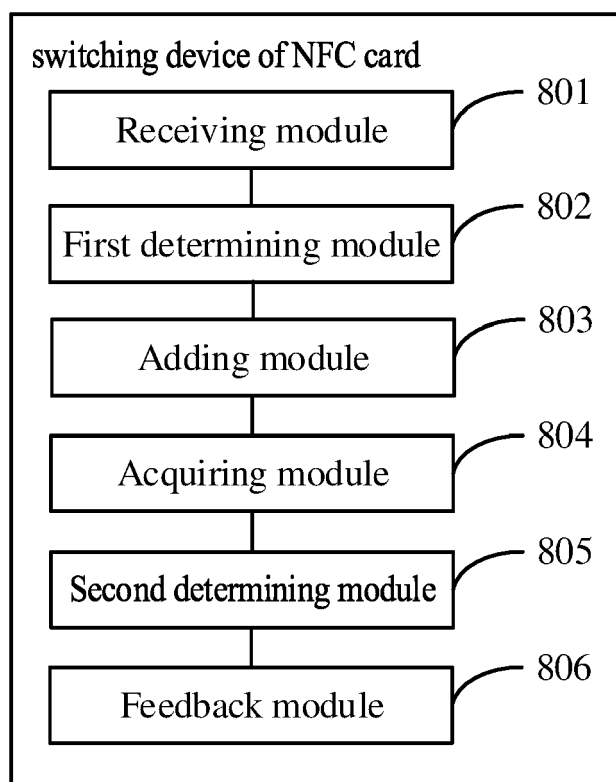 switching device of NFC card
801
Receiving module
802
First determining module
803
Adding module
804
Acquiring module
805
Second determining module
806
Feedback module